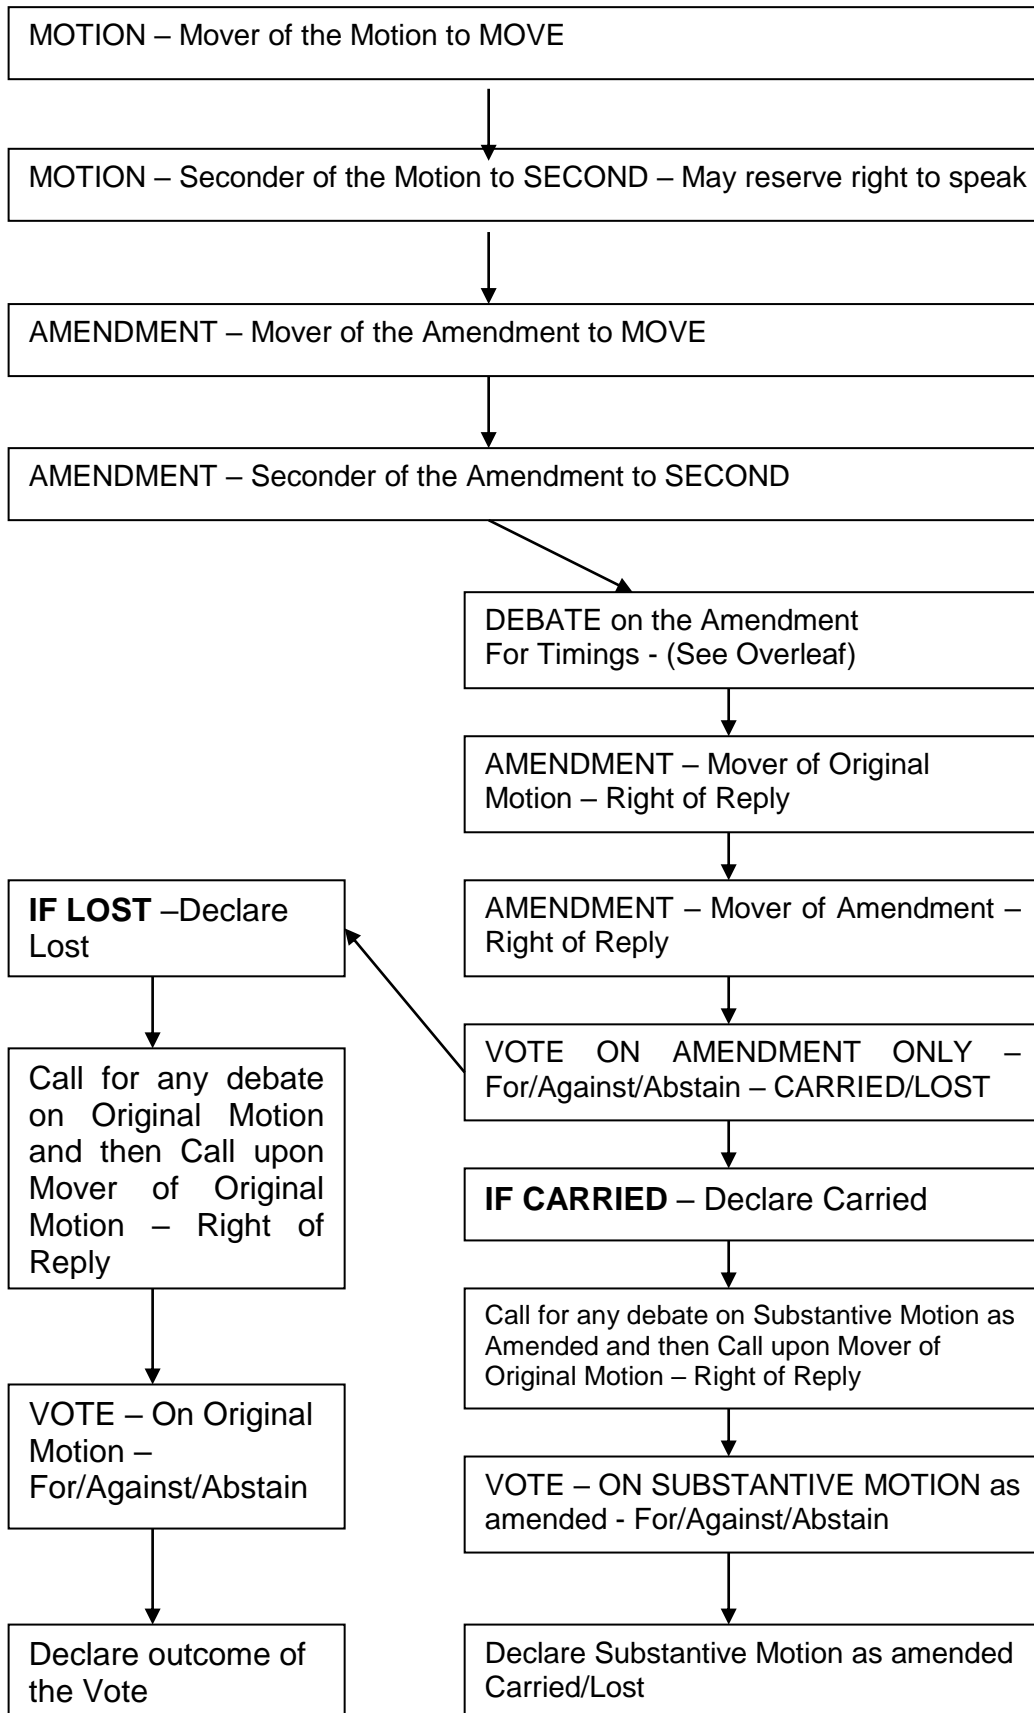 MOTION – Mover of the Motion to MOVE
MOTION – Seconder of the Motion to SECOND – May reserve right to speak
AMENDMENT – Mover of the Amendment to MOVE
AMENDMENT – Seconder of the Amendment to SECOND
DEBATE on the Amendment
For Timings - (See Overleaf)
AMENDMENT – Mover of Original
Motion – Right of Reply
AMENDMENT – Mover of Amendment –
Right of Reply
VOTE ON AMENDMENT ONLY –
For/Against/Abstain – CARRIED/LOST
IF LOST –Declare
Lost
Call for any debate
on Original Motion
and then Call upon
Mover of Original
Motion – Right of
Reply
VOTE – On Original
Motion –
For/Against/Abstain
Declare outcome of
the Vote
IF CARRIED – Declare Carried
Call for any debate on Substantive Motion as
Amended and then Call upon Mover of
Original Motion – Right of Reply
VOTE – ON SUBSTANTIVE MOTION as
amended - For/Against/Abstain
Declare Substantive Motion as amended
Carried/Lost